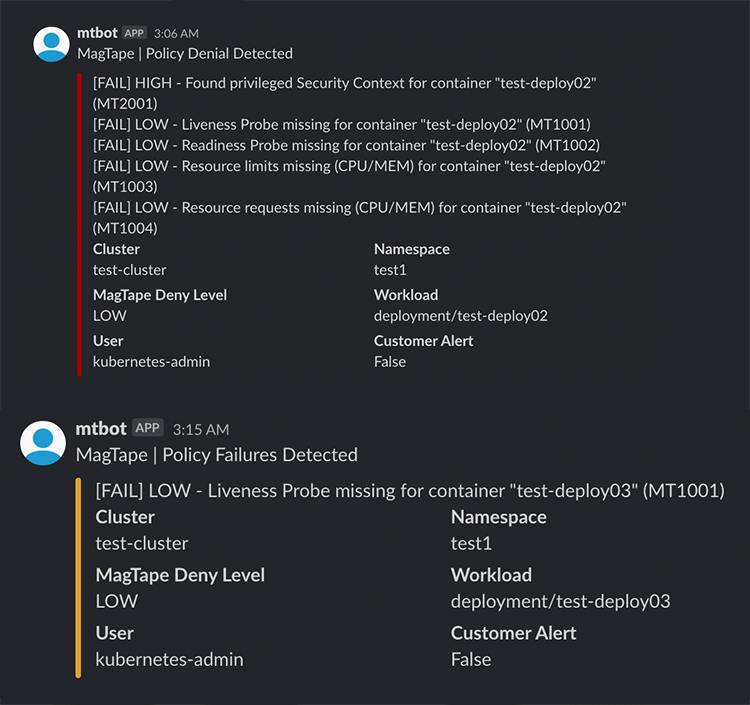 mtbot APP 3:06 AM
MagTape | Policy Denial Detected
[FAIL] HIGH - Found privileged Security Context for container "test-deploy02"
(MT2001)
[FAIL] LOW - Liveness Probe missing for container "test-deploy02" (MT1001)
[FAIL] LOW - Readiness Probe missing for container "test-deploy02" (MT1002)
[FAIL] LOW - Resource limits missing (CPU/MEM) for container "test-deploy02"
(MT1003)
[FAIL] LOW - Resource requests missing (CPU/MEM) for container "test-deploy02"
(MT1004)
Cluster Namespace
test-cluster test1
MagTape Deny Level Workload
LOW deployment/test-deploy02
User Customer Alert
kubernetes-admin False
mtbot APP 3:15 AM
MagTape | Policy Failures Detected
[FAIL] LOW - Liveness Probe missing for container "test-deploy03" (MT1001)
Cluster Namespace
test-cluster test1
MagTape Deny Level Workload
LOW deployment/test-deploy03
User Customer Alert
kubernetes-admin False